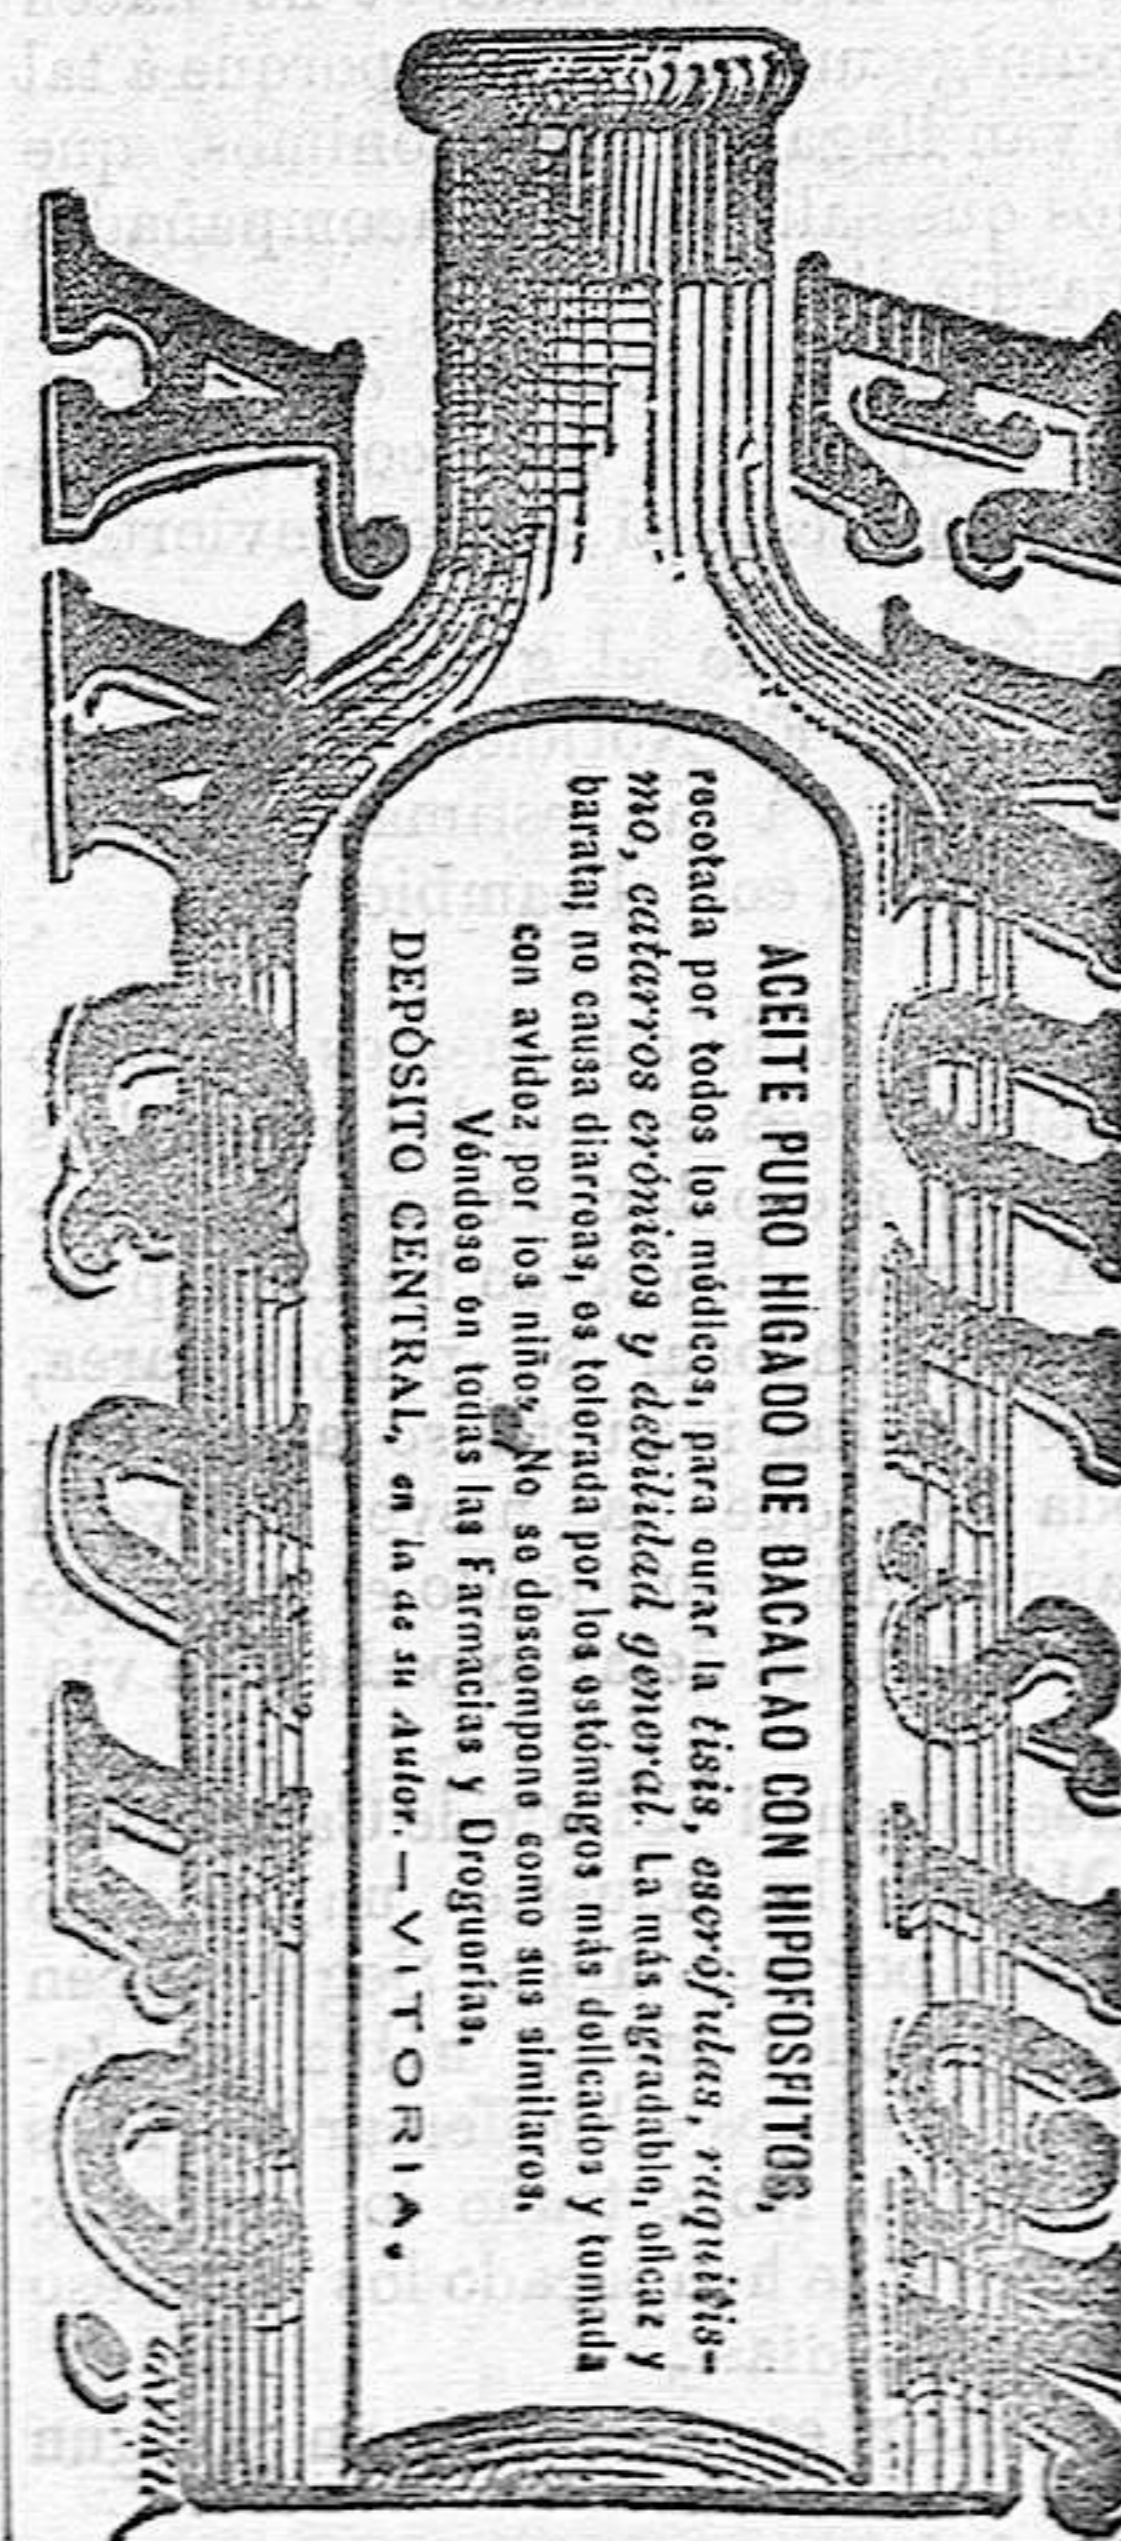 ACEITE PURO HÍGADO DE BACALAO CON HIPOFOSFITOS,
recetada por todos los médicos, para curar la tisis, escrófulas, raquitis-
mo, catarros crónicos y debilidad general. La más agradable, eficaz y
barata; no causa diarreas, es tolerada por los estómagos más delicados y tomada
con avidez por los niños. No se descompone como sus similares.
Véndese en todas las Farmacias y Droguerías.
DEPÓSITO CENTRAL, en la de su Autor.—VITORIA.